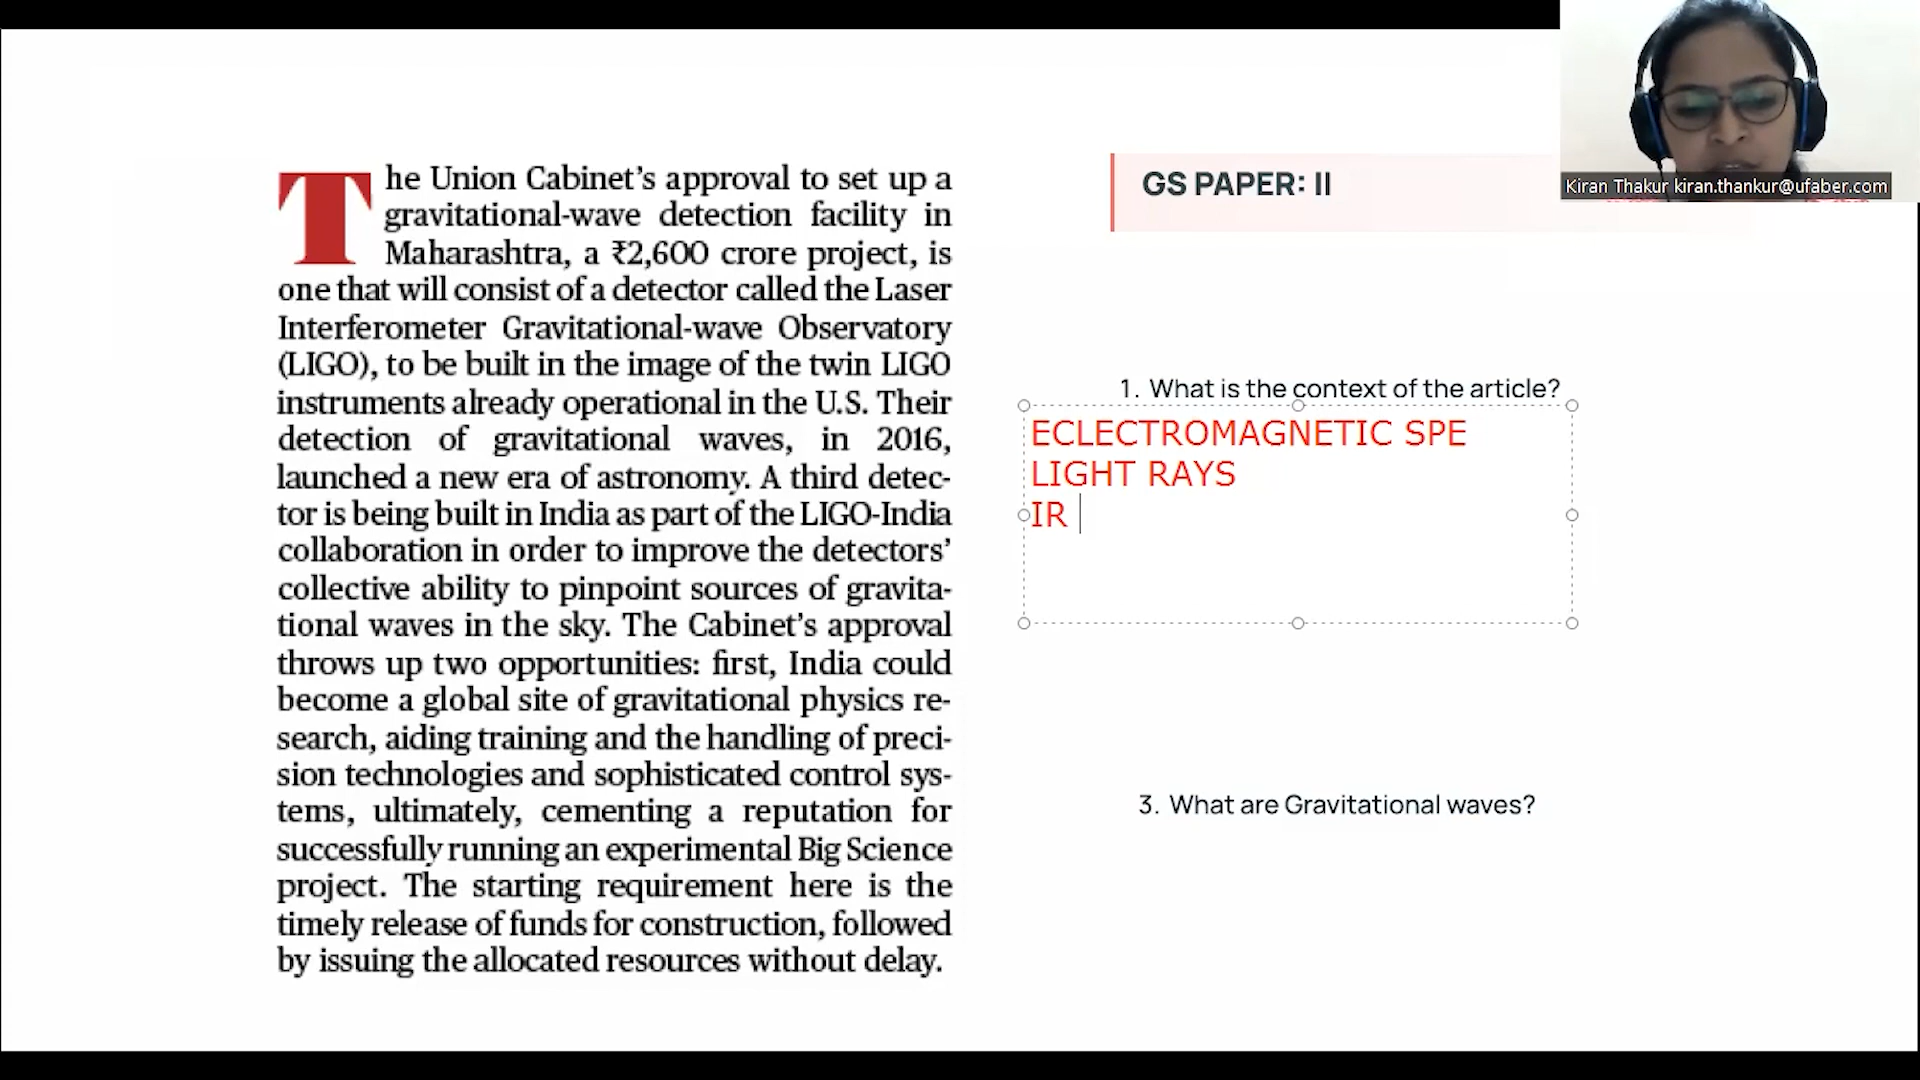 The Union Cabinet's approval to set up a
gravitational-wave detection facility in
Maharashtra, a ₹2,600 crore project, is
one that will consist of a detector called the Laser
Interferometer Gravitational-wave Observatory
(LIGO), to be built in the image of the twin LIGO
instruments already operational in the U.S. Their
detection of gravitational waves, in 2016,
launched a new era of astronomy. A third detec-
tor is being built in India as part of the LIGO-India
collaboration in order to improve the detectors'
collective ability to pinpoint sources of gravita-
tional waves in the sky. The Cabinet's approval
throws up two opportunities: first, India could
become a global site of gravitational physics re-
search, aiding training and the handling of preci-
sion technologies and sophisticated control sys-
tems, ultimately, cementing a reputation for
successfully running an experimental Big Science
project. The starting requirement here is the
timely release of funds for construction, followed
by issuing the allocated resources without delay.
GS PAPER: II
Kiran Thakur kiran.thankur@ufaber.com
1. What is the context of the article?
ECLECTROMAGNETIC SPE
LIGHT RAYS
IR
3. What are Gravitational waves?